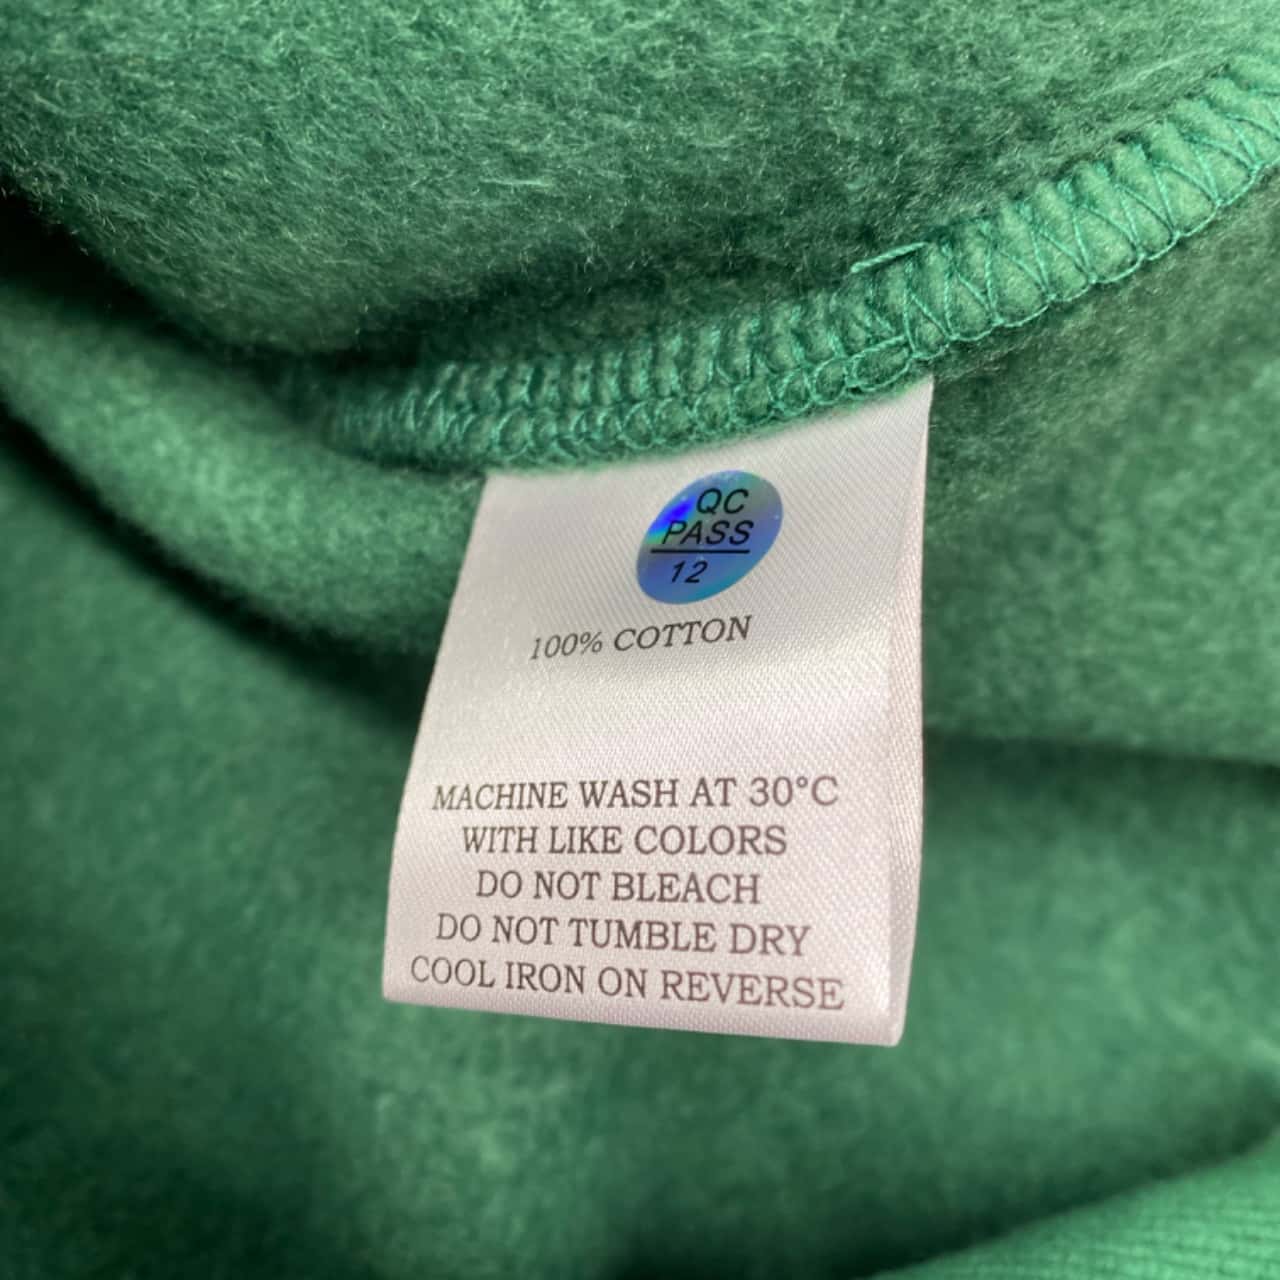 QC
PASS
12
100% COTTON
MACHINE WASH AT 30°C
WITH LIKE COLORS
DO NOT BLEACH
DO NOT TUMBLE DRY
COOL IRON ON REVERSE